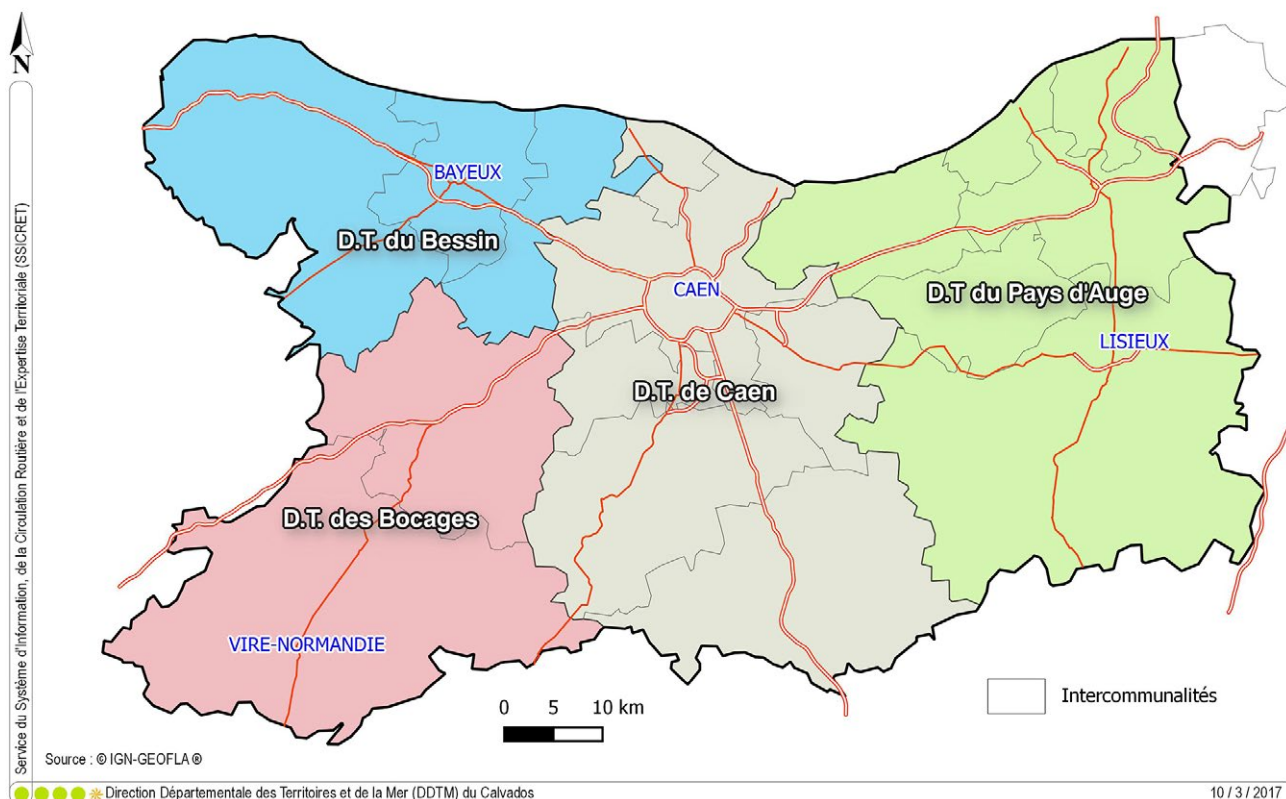 N
Service du Système d'Information, de la Circulation Routière et de l'Expertise Territoriale (SSICRET)
BAYEUX
D.T. du Bessin
CAEN
D.T du Pays d'Auge
LISIEUX
D.T. de Caen
D.T. des Bocages
VIRE-NORMANDIE
0 5 10 km
Intercommunalités
Source : © IGN-GEOFLA ®
Direction Départementale des Territoires et de la Mer (DDTM) du Calvados
10 / 3 / 2017